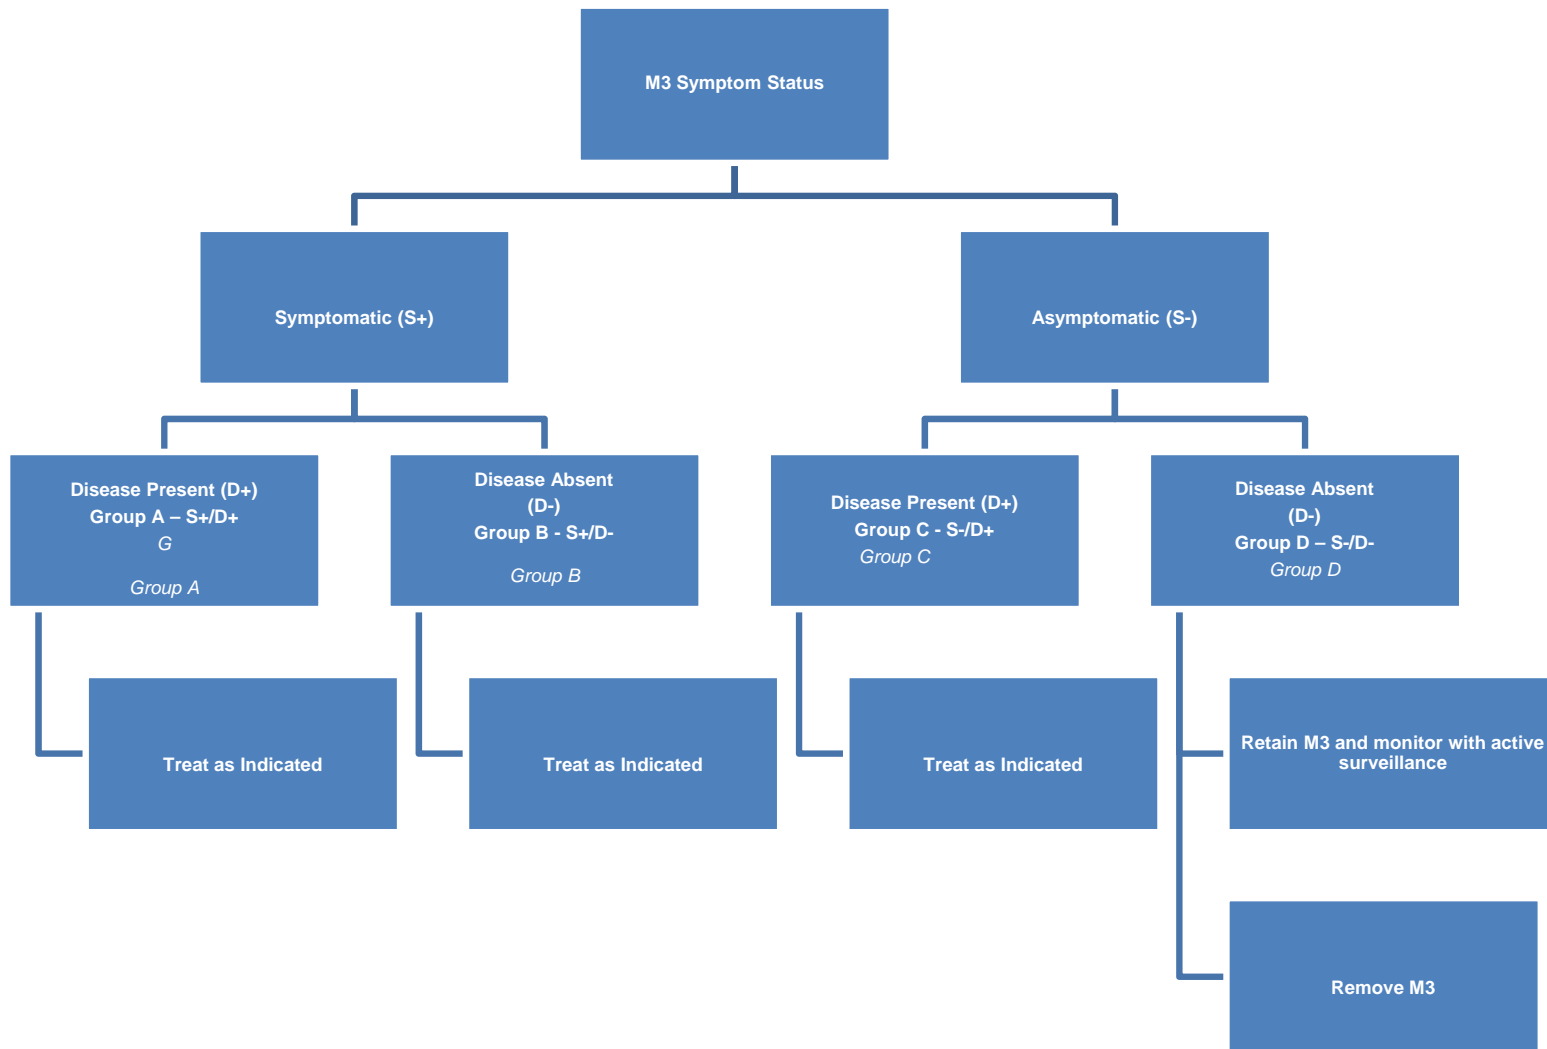 M3 Symptom Status
Symptomatic (S+)
Asymptomatic (S-)
Disease Present (D+)
Group A – S+/D+
G
Group A
Disease Absent
(D-)
Group B - S+/D-
Group B
Disease Present (D+)
Group C - S-/D+
Group C
Disease Absent
(D-)
Group D – S-/D-
Group D
Treat as Indicated
Treat as Indicated
Treat as Indicated
Retain M3 and monitor with active
surveillance
Remove M3